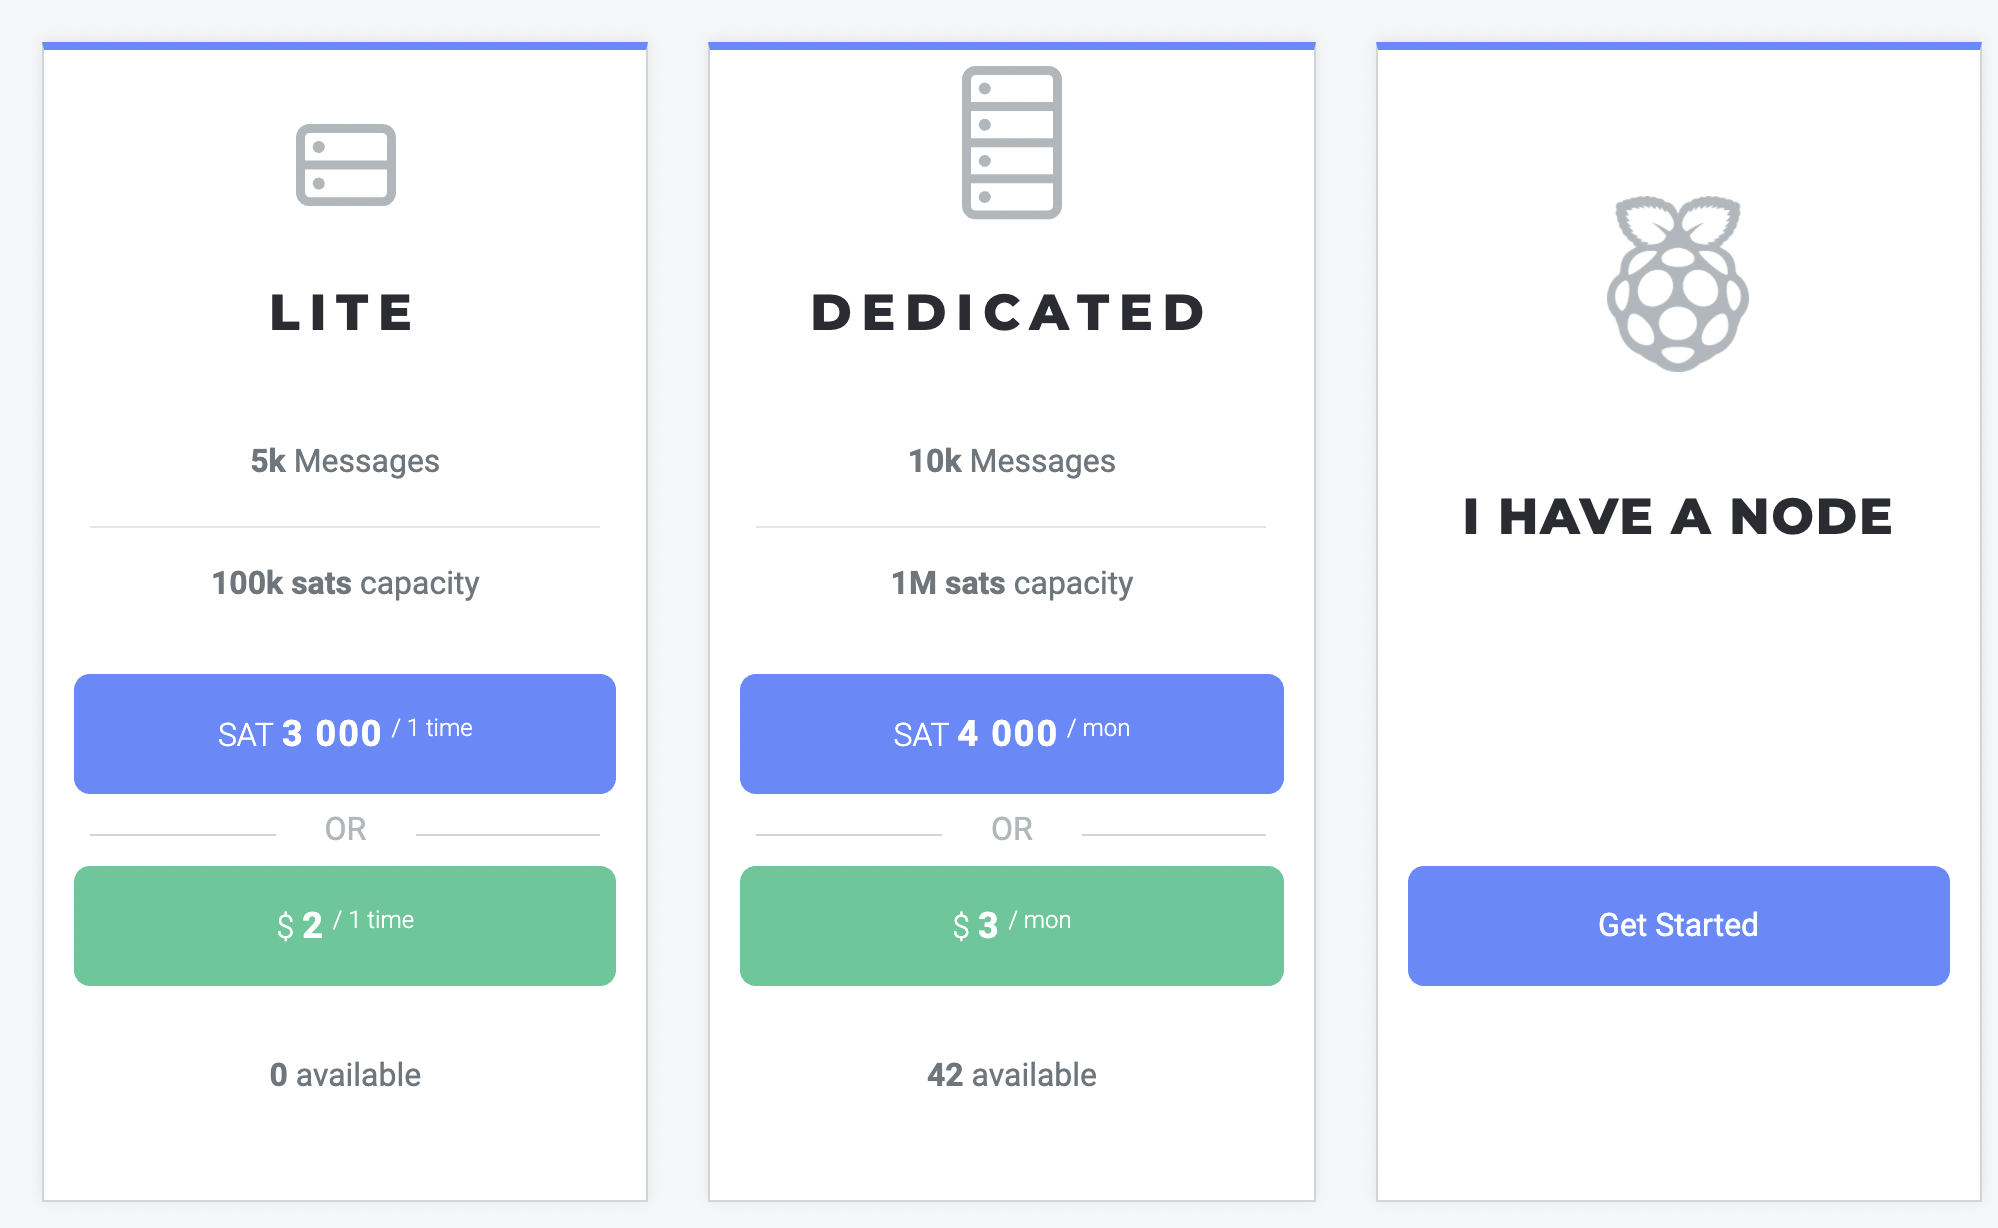 LITE
5k Messages
100k sats capacity
SAT 3 000 / 1 time
OR
$ 2 / 1 time
0 available
DEDICATED
10k Messages
1M sats capacity
SAT 4 000 / mon
OR
$ 3 / mon
42 available
I HAVE A NODE
Get Started